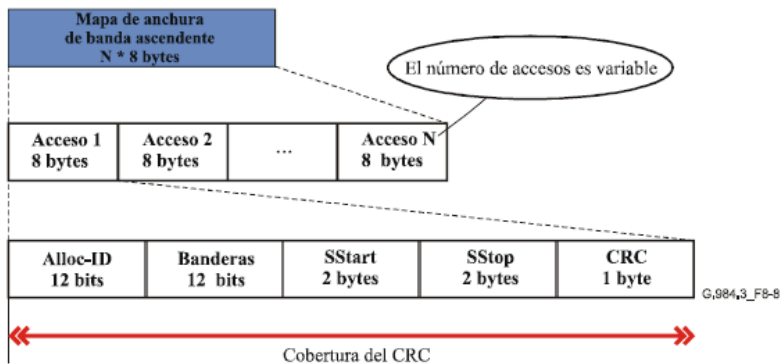 Mapa de anchura
de banda ascendente
N * 8 bytes
El número de accesos es variable
Acceso 1
8 bytes
Acceso 2
8 bytes
...
Acceso N
8 bytes
Alloc-ID
12 bits
Banderas
12 bits
SStart
2 bytes
SStop
2 bytes
CRC
1 byte
G,984,3_F8-8
Cobertura del CRC